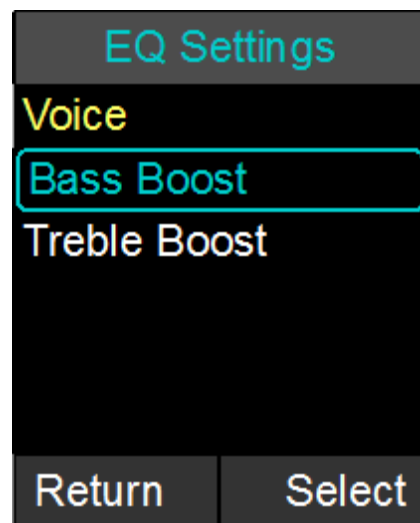 EQ Settings
Voice
Bass Boost
Treble Boost
Return Select